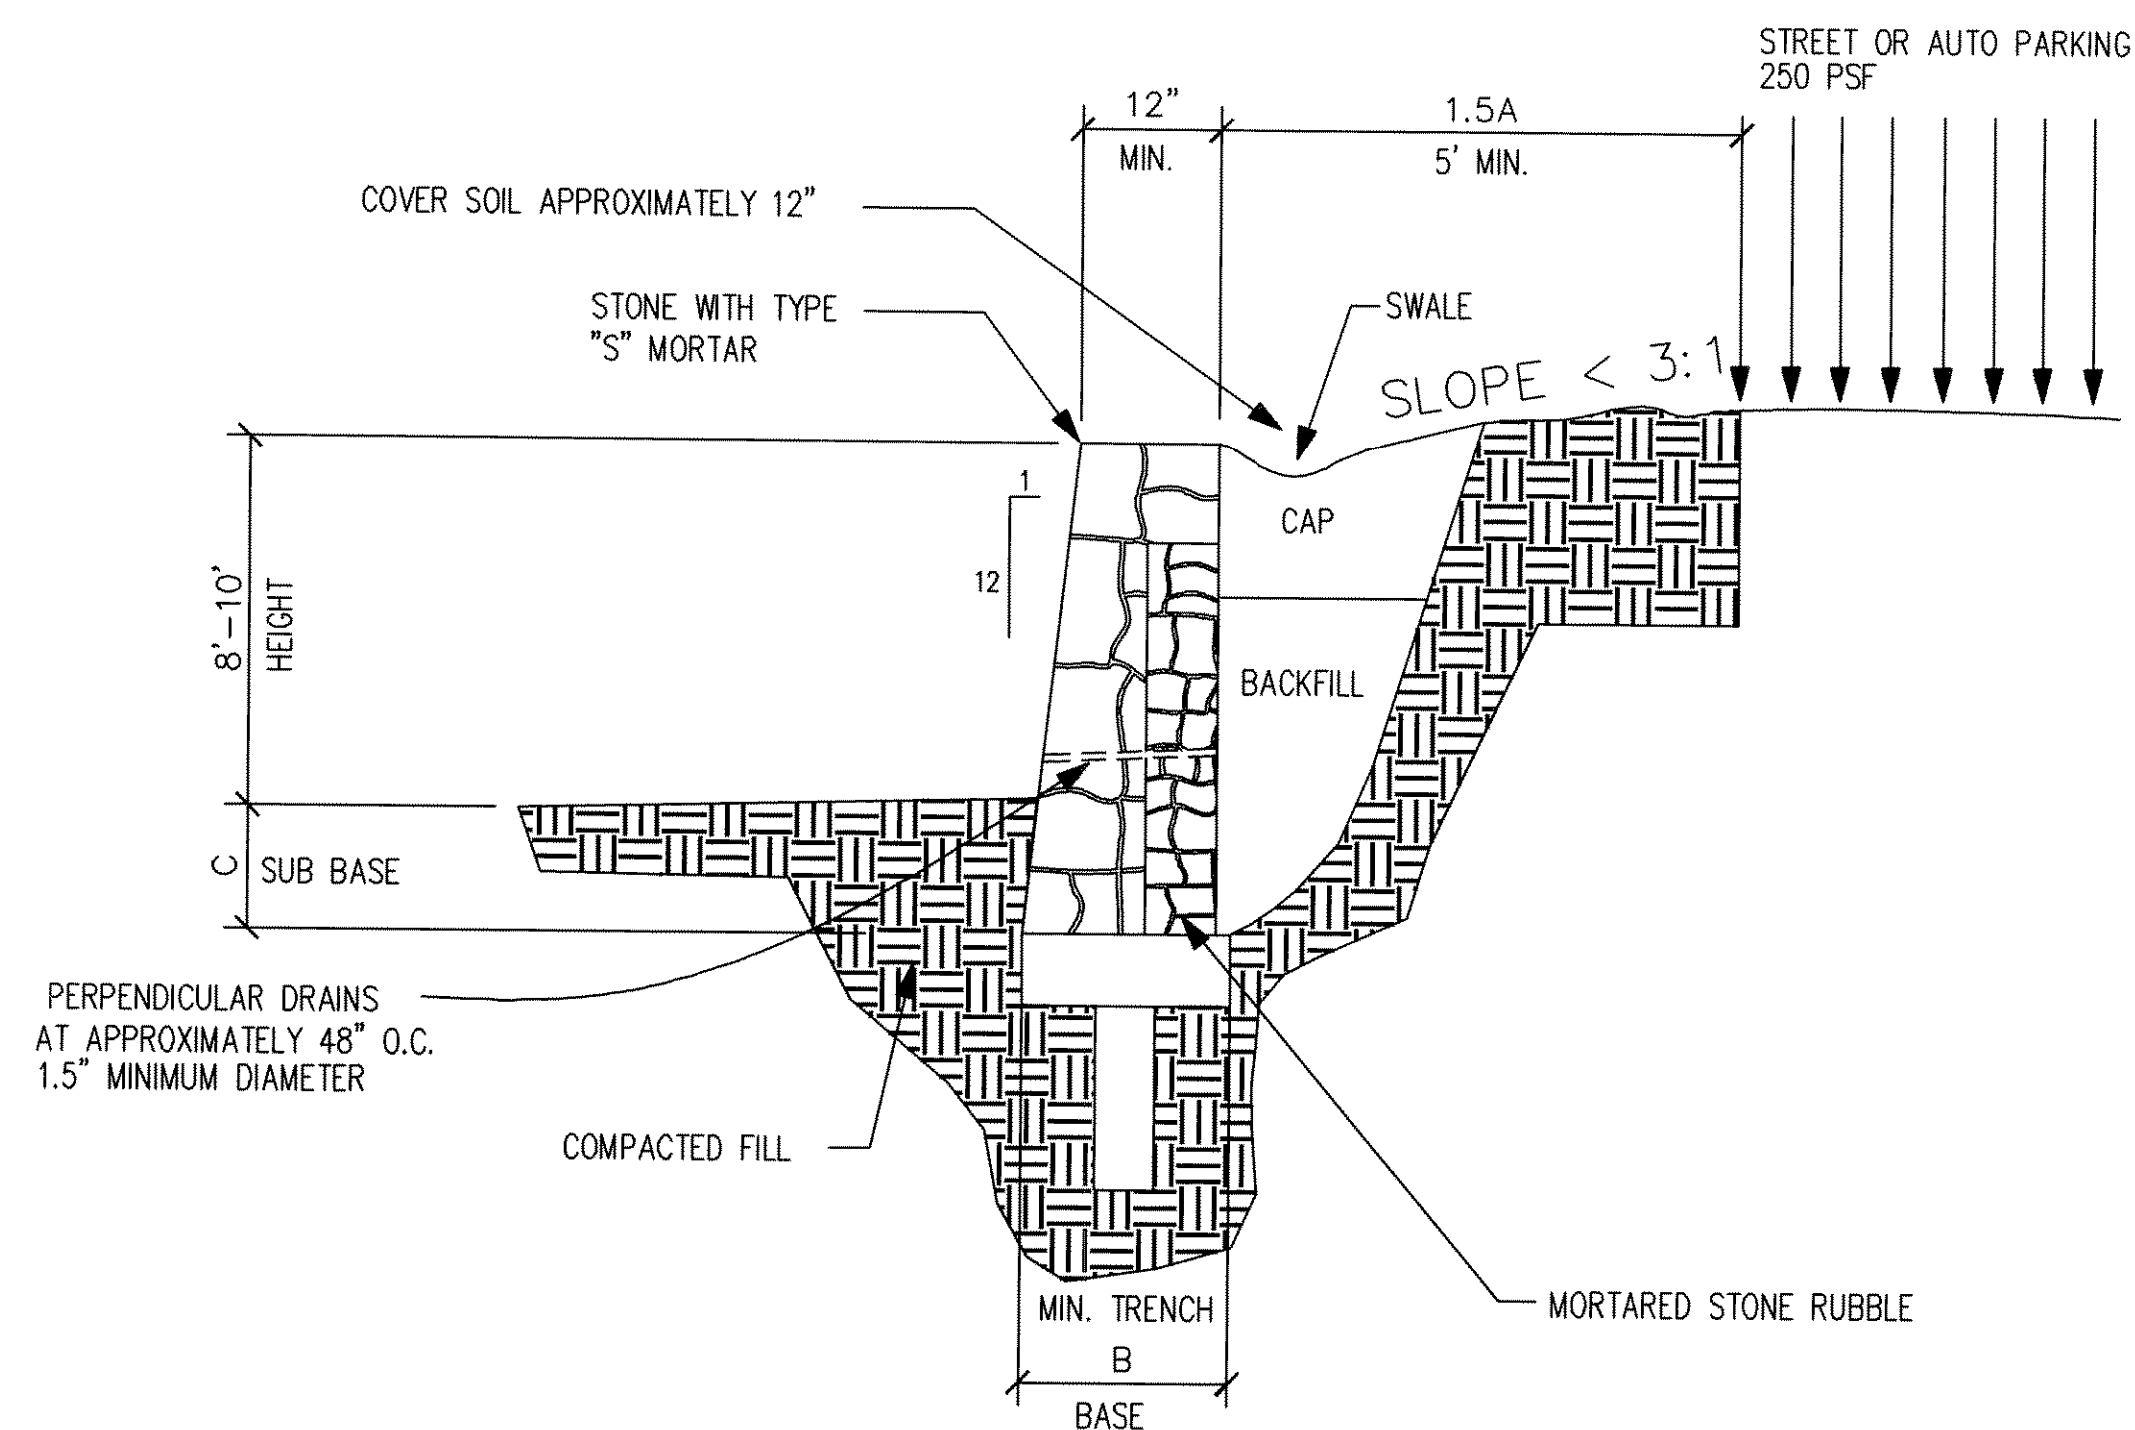 STREET OR AUTO PARKING
250 PSF
12"
MIN.
1.5A
5' MIN.
COVER SOIL APPROXIMATELY 12"
STONE WITH TYPE
"S" MORTAR
SWALE
SLOPE < 3:1
1
12
CAP
8'-10'
HEIGHT
BACKFILL
C
SUB BASE
PERPENDICULAR DRAINS
AT APPROXIMATELY 48" O.C.
1.5" MINIMUM DIAMETER
COMPACTED FILL
MIN. TRENCH
B
BASE
MORTARED STONE RUBBLE